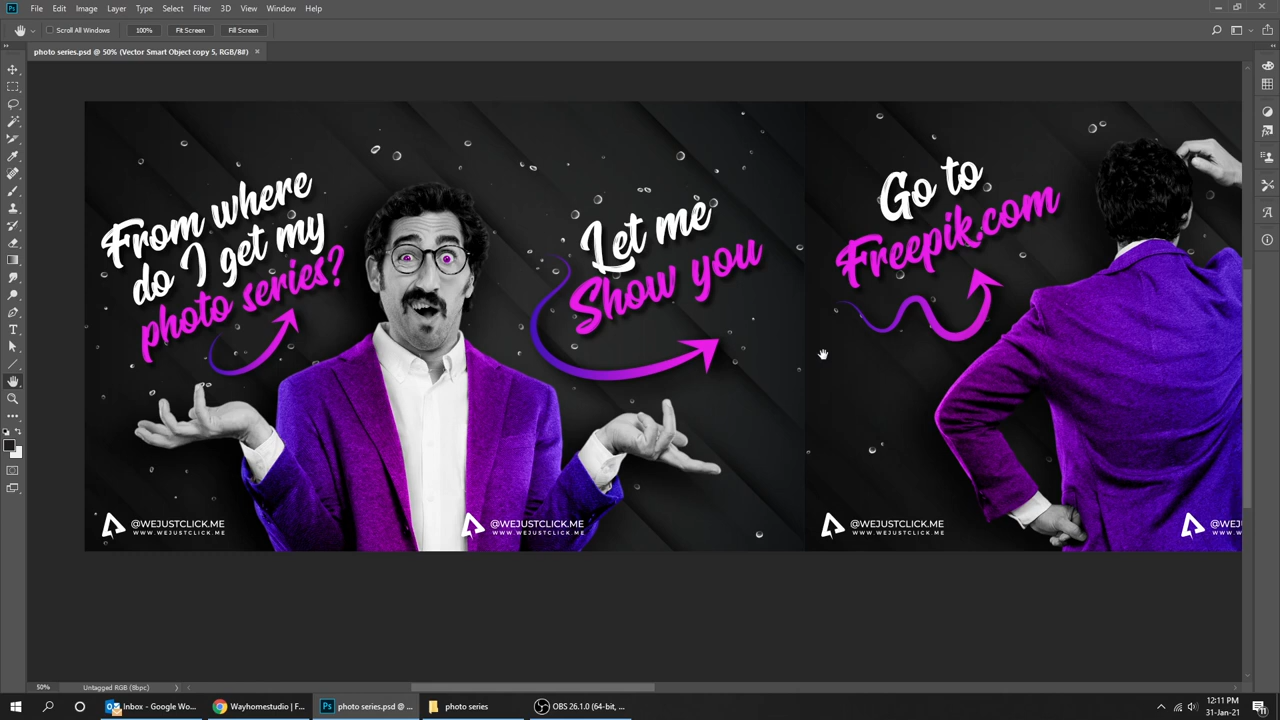 Ps File Edit Image Layer Type Select Filter 3D View Window Help
Scroll All Windows 100% Fit Screen Fill Screen
photo series.psd @ 50% (Vector Smart Object copy 5, RGB/8#) ×
From where
do I get my
photo series?
Let me
Show you
Go to
Freepik.com
@WEJUSTCLICK.ME
WWW.WEJUSTCLICK.ME
@WEJUSTCLICK.ME
WWW.WEJUSTCLICK.ME
@WEJUSTCLICK.ME
WWW.WEJUSTCLICK.ME
50% Untagged RGB (8bpc)
Inbox - Google Wo... Wayhomestudio | F... Ps photo series.psd @ ... photo series OBS 26.1.0 (64-bit, ... 12:11 PM
31-Jan-21